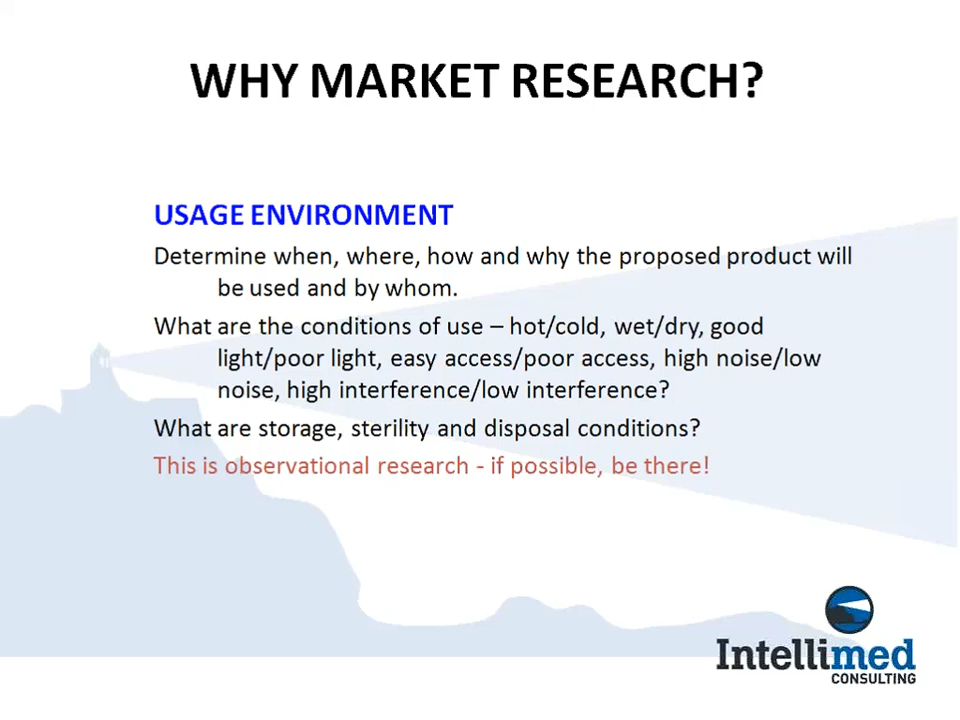 WHY MARKET RESEARCH?
USAGE ENVIRONMENT
Determine when, where, how and why the proposed product will
be used and by whom.
What are the conditions of use – hot/cold, wet/dry, good
light/poor light, easy access/poor access, high noise/low
noise, high interference/low interference?
What are storage, sterility and disposal conditions?
This is observational research - if possible, be there!
Intellimed
CONSULTING